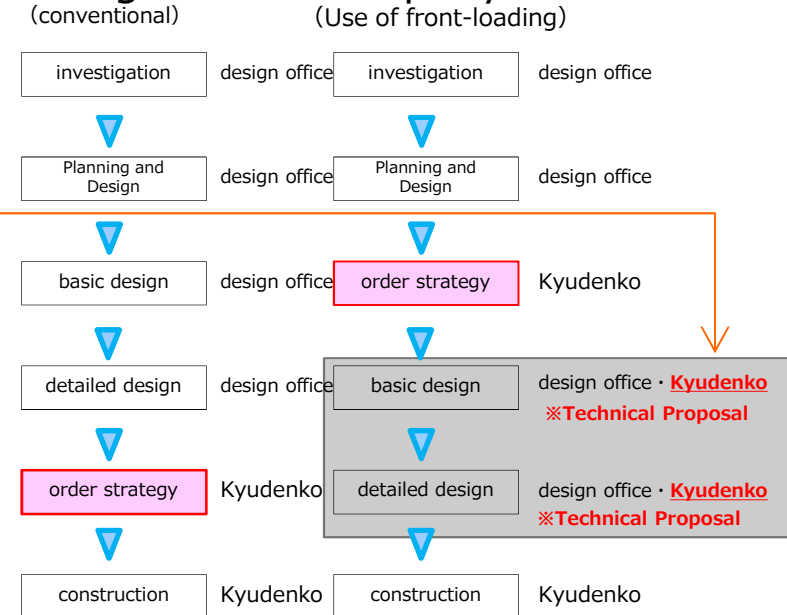 (conventional)
(Use of front-loading)
investigation
design office
investigation
design office
Planning and
Design
design office
Planning and
Design
design office
basic design
design office
order strategy
Kyudenko
detailed design
design office
basic design
design office・Kyudenko
※Technical Proposal
order strategy
Kyudenko
detailed design
design office・Kyudenko
※Technical Proposal
construction
Kyudenko
construction
Kyudenko